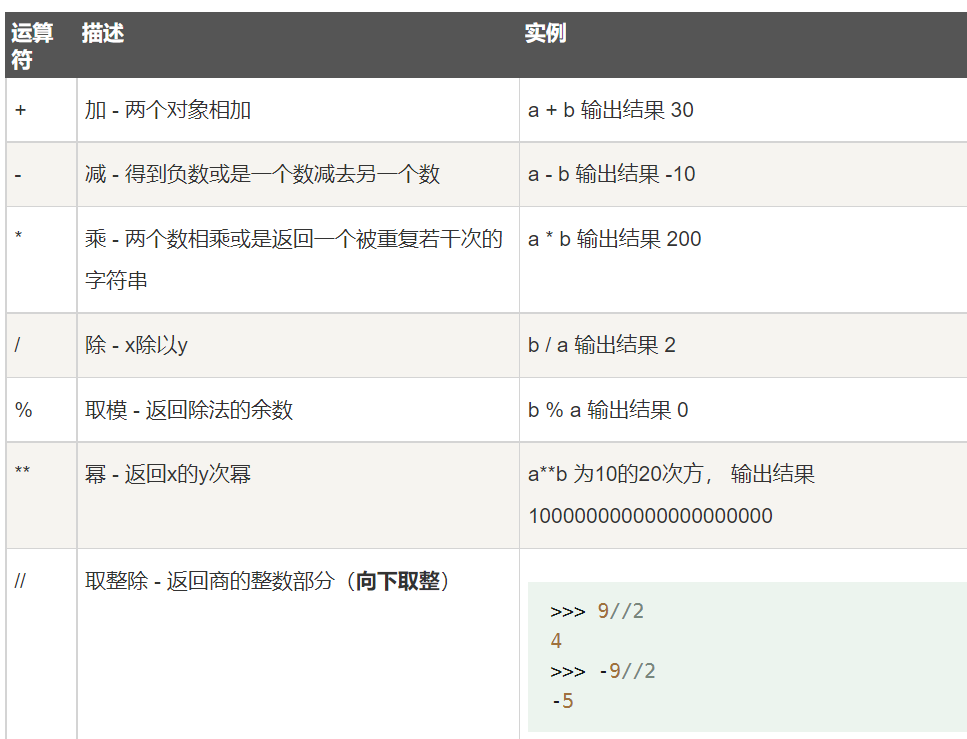 运算符 描述 实例
+ 加 - 两个对象相加 a + b 输出结果 30
- 减 - 得到负数或是一个数减去另一个数 a - b 输出结果 -10
* 乘 - 两个数相乘或是返回一个被重复若干次的 a * b 输出结果 200
字符串
/ 除 - x除以y b / a 输出结果 2
% 取模 - 返回除法的余数 b % a 输出结果 0
** 幂 - 返回x的y次幂 a**b 为10的20次方， 输出结果
100000000000000000000
// 取整除 - 返回商的整数部分（向下取整）
>>> 9//2
4
>>> -9//2
-5